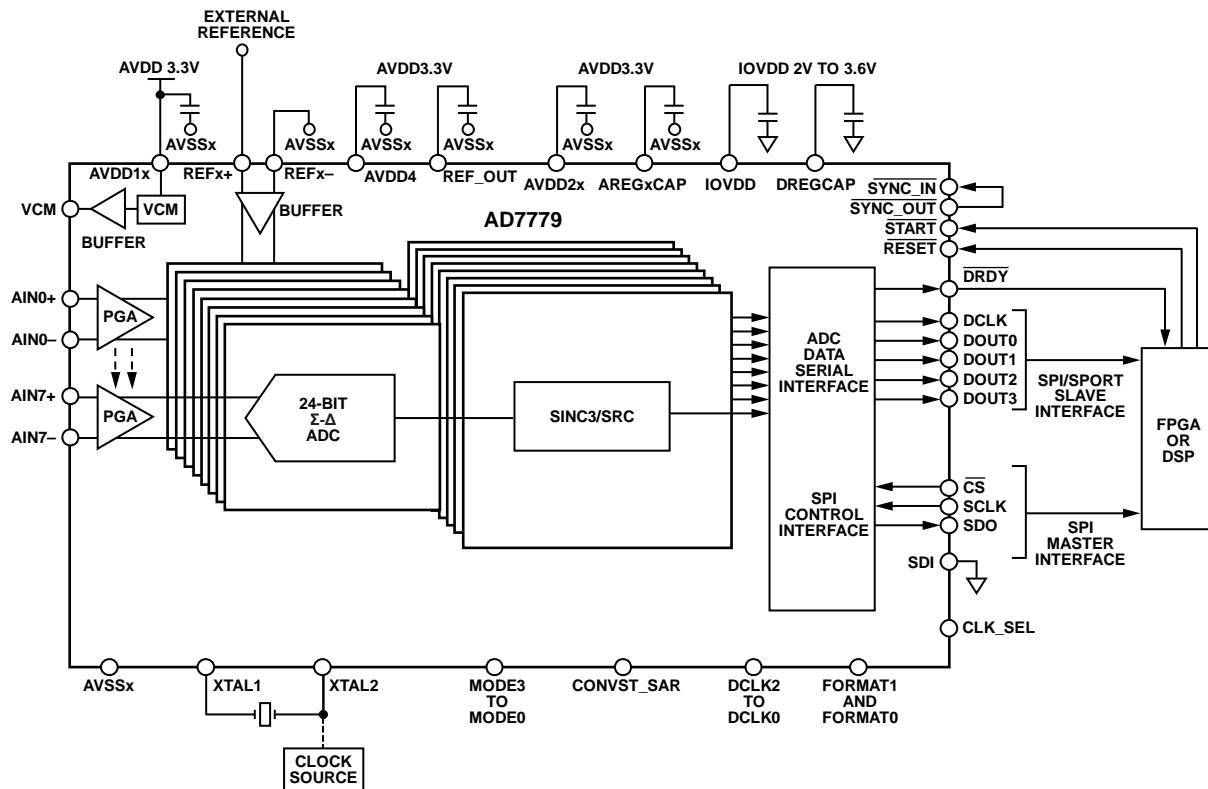 EXTERNAL
REFERENCE
AVDD 3.3V
AVDD3.3V
AVDD3.3V
IOVDD 2V TO 3.6V
AVSSx
AVSSx
AVSSx
AVSSx
AVSSx
AVSSx
AVDD1x
REFx+
REFx–
AVDD4
REF_OUT
AVDD2x
AREGxCAP
IOVDD
DREGCAP
VCM
VCM
BUFFER
BUFFER
AD7779
SYNC_IN
SYNC_OUT
START
RESET
DRDY
AIN0+
AIN0–
PGA
AIN7+
AIN7–
PGA
24-BIT
Σ-Δ
ADC
SINC3/SRC
ADC
DATA
SERIAL
INTERFACE
SPI
CONTROL
INTERFACE
DCLK
DOUT0
DOUT1
DOUT2
DOUT3
SPI/SPORT
SLAVE
INTERFACE
FPGA
OR
DSP
CS
SCLK
SDO
SPI
MASTER
INTERFACE
SDI
CLK_SEL
AVSSx
XTAL1
XTAL2
MODE3
TO
MODE0
CONVST_SAR
DCLK2
TO
DCLK0
FORMAT1
AND
FORMAT0
CLOCK
SOURCE